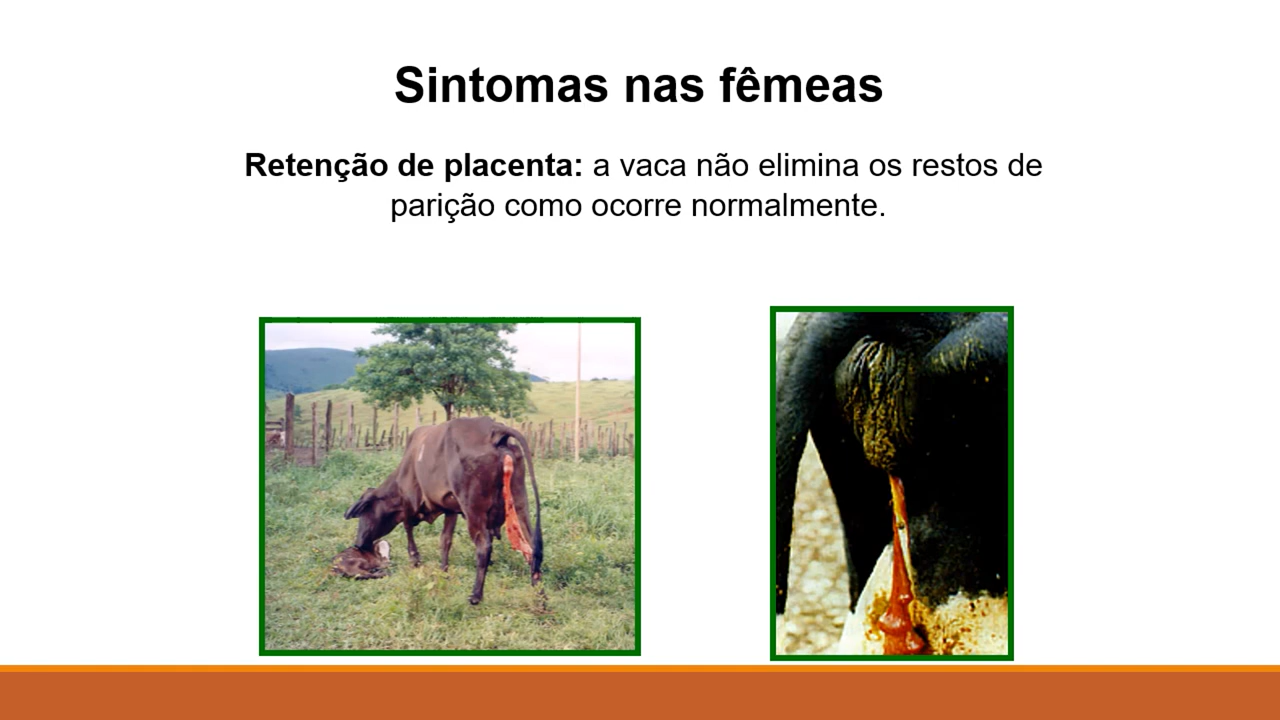 Sintomas nas fêmeas
Retenção de placenta: a vaca não elimina os restos de
parição como ocorre normalmente.